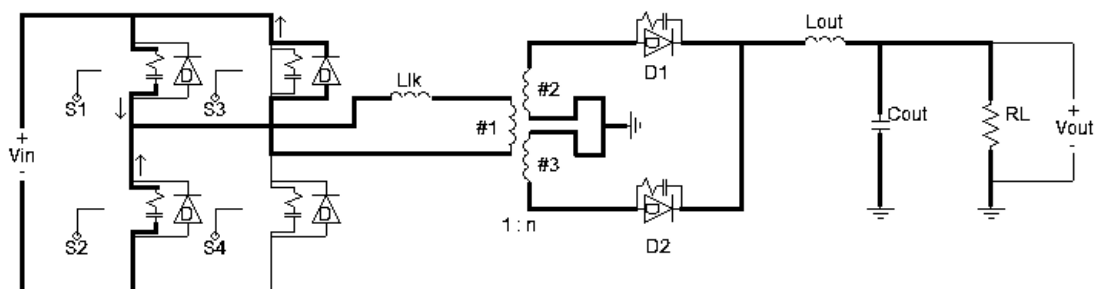 Lout
D D D
Llk
D1
S1 S3
#2
+
Vin
-
#1
Cout
RL
+
Vout
-
#3
D D D
S2 S4
1 : n
D2